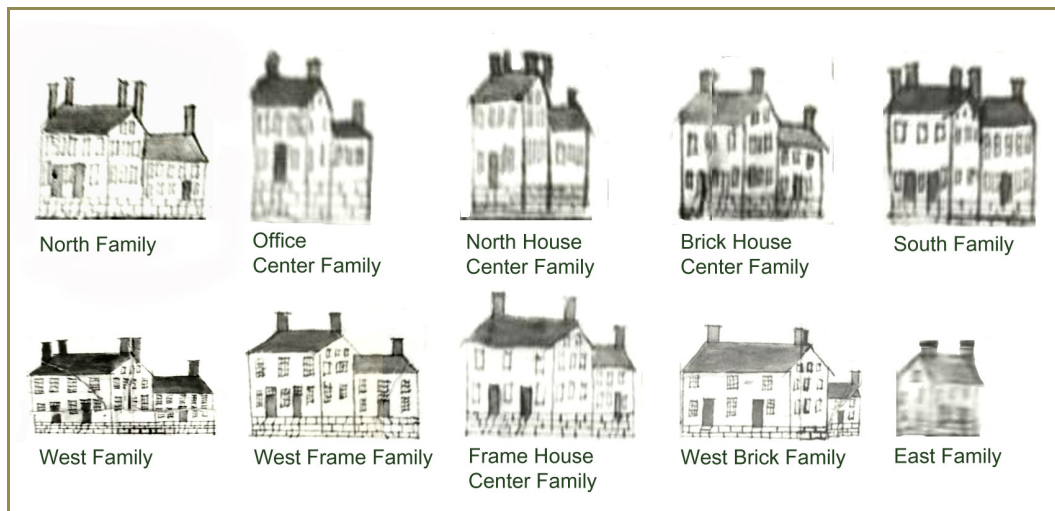 North Family
Office
Center Family
North House
Center Family
Brick House
Center Family
South Family
West Family
West Frame Family
Frame House
Center Family
West Brick Family
East Family